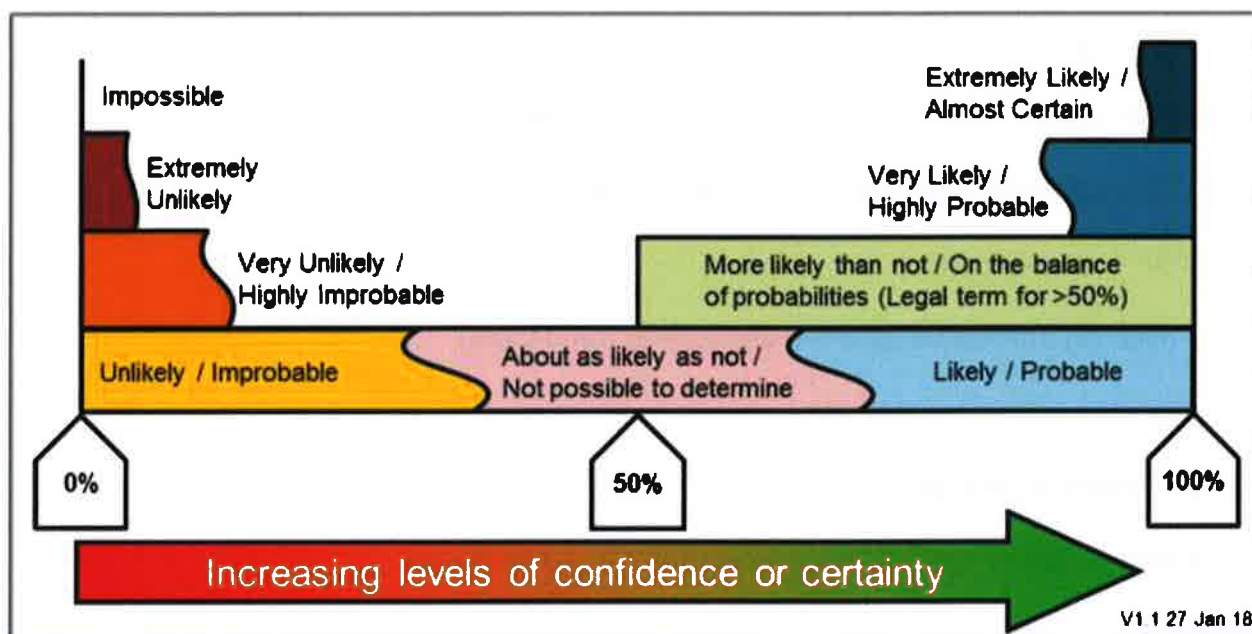 Impossible
Extremely Likely /
Almost Certain
Extremely
Unlikely
Very Likely /
Highly Probable
Very Unlikely /
Highly Improbable
More likely than not / On the balance
of probabilities (Legal term for >50%)
Unlikely / Improbable
About as likely as not /
Not possible to determine
Likely / Probable
0%
50%
100%
Increasing levels of confidence or certainty
V1.1 27 Jan 18